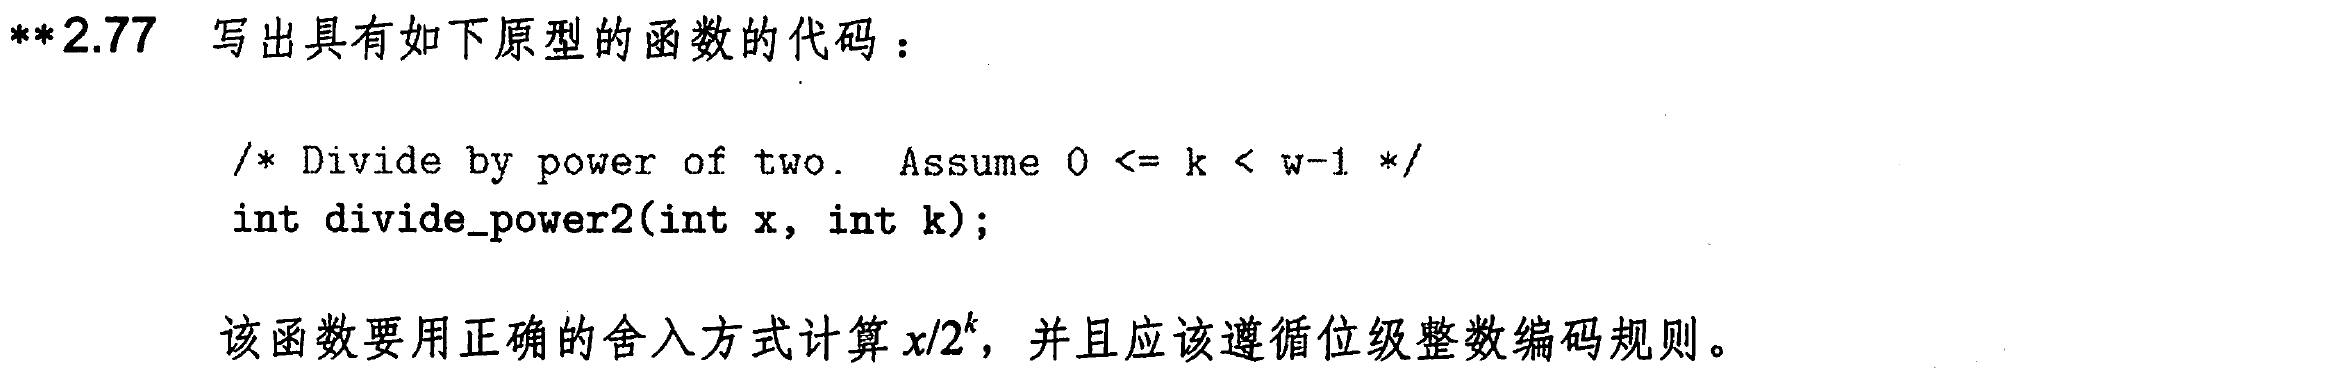 **2.77 写出具有如下原型的函数的代码：
/* Divide by power of two.  Assume 0 <= k < w-1 */
int divide_power2(int x, int k);
该函数要用正确的舍入方式计算 x/2^k，并且应该遵循位级整数编码规则。